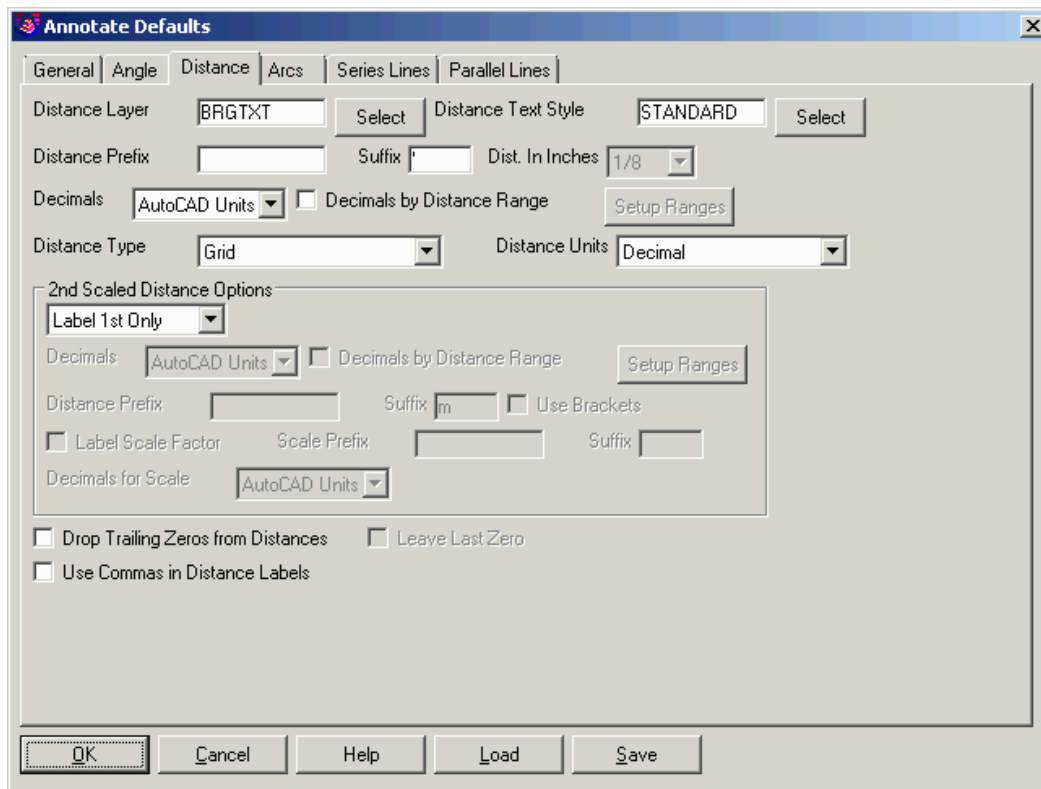 Annotate Defaults
General Angle Distance Arcs Series Lines Parallel Lines
Distance Layer BRGTXT Select Distance Text Style STANDARD Select
Distance Prefix Suffix ' Dist. In Inches 1/8
Decimals AutoCAD Units Decimals by Distance Range Setup Ranges
Distance Type Grid Distance Units Decimal
2nd Scaled Distance Options
Label 1st Only
Decimals AutoCAD Units Decimals by Distance Range Setup Ranges
Distance Prefix Suffix m Use Brackets
Label Scale Factor Scale Prefix Suffix
Decimals for Scale AutoCAD Units
Drop Trailing Zeros from Distances Leave Last Zero
Use Commas in Distance Labels
OK Cancel Help Load Save